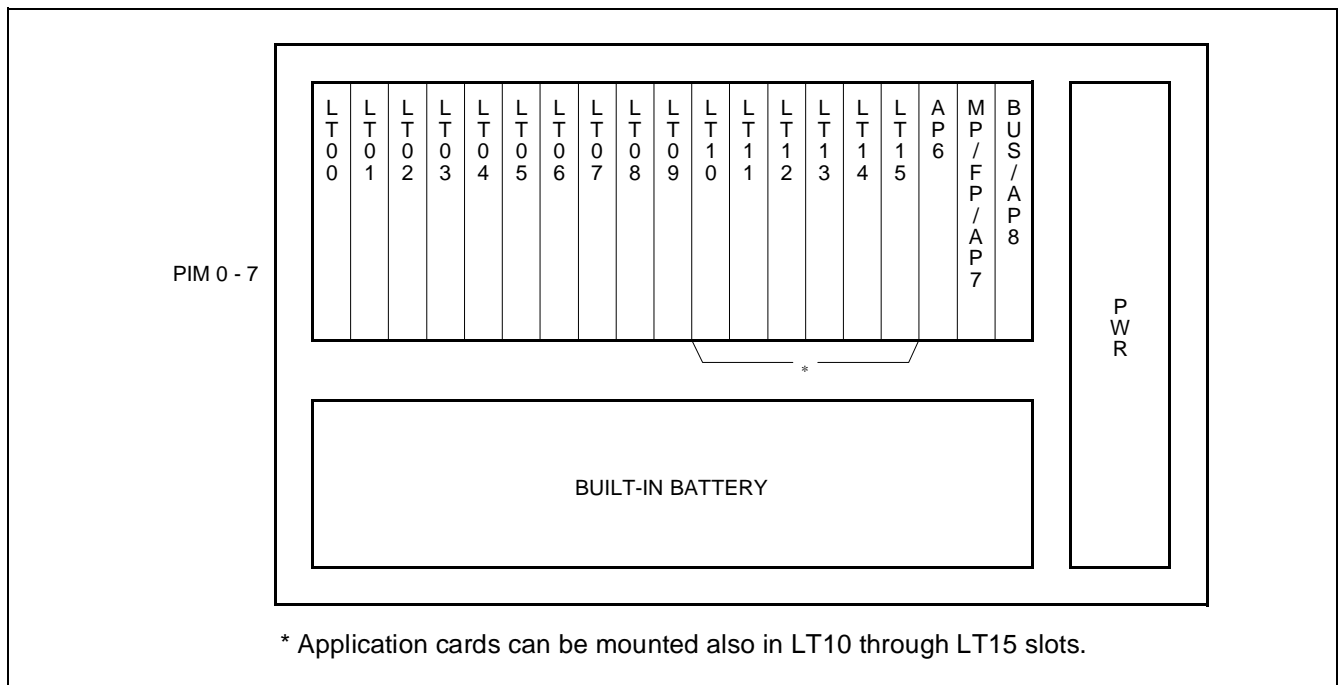 LT00
LT01
LT02
LT03
LT04
LT05
LT06
LT07
LT08
LT09
LT10
LT11
LT12
LT13
LT14
LT15
AP6
MP/FP/AP7
BUS/AP8
PIM 0 - 7
PWR
*
BUILT-IN BATTERY
* Application cards can be mounted also in LT10 through LT15 slots.